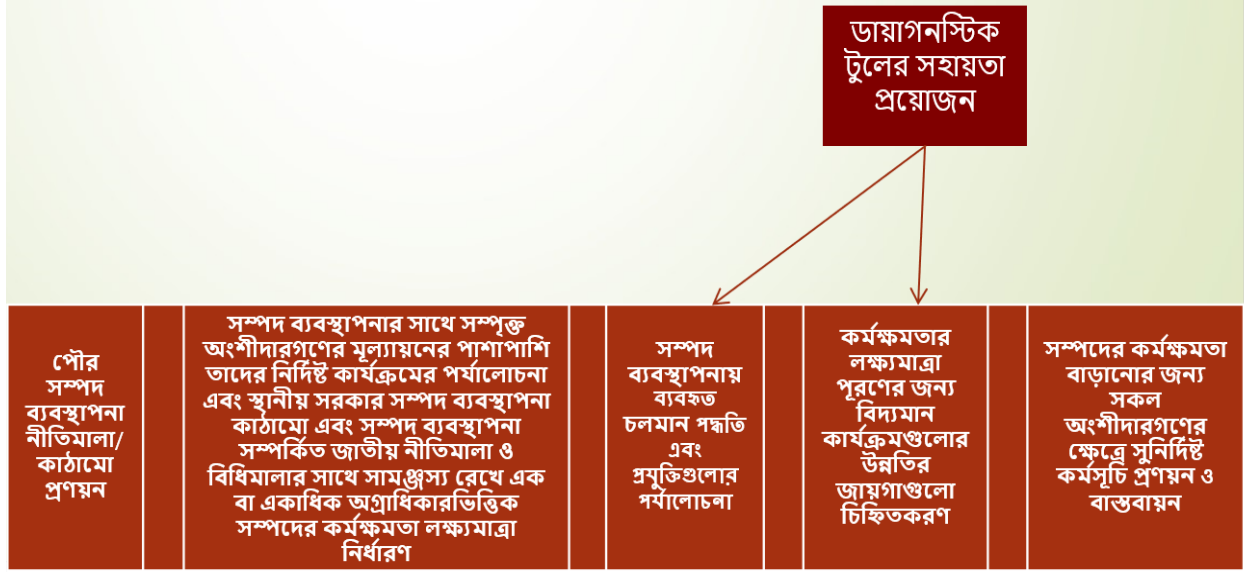 ডায়াগনস্টিক
টুলের সহায়তা
প্রয়োজন
পৌর
সম্পদ
ব্যবস্থাপনা
নীতিমালা/
কাঠামো
প্রণয়ন
সম্পদ ব্যবস্থাপনার সাথে সম্পৃক্ত
অংশীদারগণের মূল্যায়নের পাশাপাশি
তাদের নির্দিষ্ট কার্যক্রমের পর্যালোচনা
এবং স্থানীয় সরকার সম্পদ ব্যবস্থাপনা
কাঠামো এবং সম্পদ ব্যবস্থাপনা
সম্পর্কিত জাতীয় নীতিমালা ও
বিধিমালার সাথে সামঞ্জস্য রেখে এক
বা একাধিক অগ্রাধিকারভিত্তিক
সম্পদের কর্মক্ষমতা লক্ষ্যমাত্রা
নির্ধারণ
সম্পদ
ব্যবস্থাপনায়
ব্যবহৃত
চলমান পদ্ধতি
এবং
প্রযুক্তিগুলোর
পর্যালোচনা
কর্মক্ষমতার
লক্ষ্যমাত্রা
পূরণের জন্য
বিদ্যমান
কার্যক্রমগুলোর
উন্নতির
জায়গাগুলো
চিহ্নিতকরণ
সম্পদের কর্মক্ষমতা
বাড়ানোর জন্য
সকল
অংশীদারগণের
ক্ষেত্রে সুনির্দিষ্ট
কর্মসূচি প্রণয়ন ও
বাস্তবায়ন